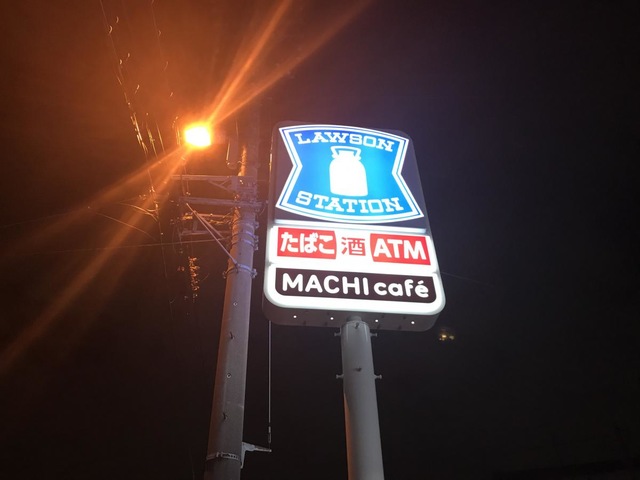 LAWSON
STATION
たばこ 酒 ATM
MACHI café